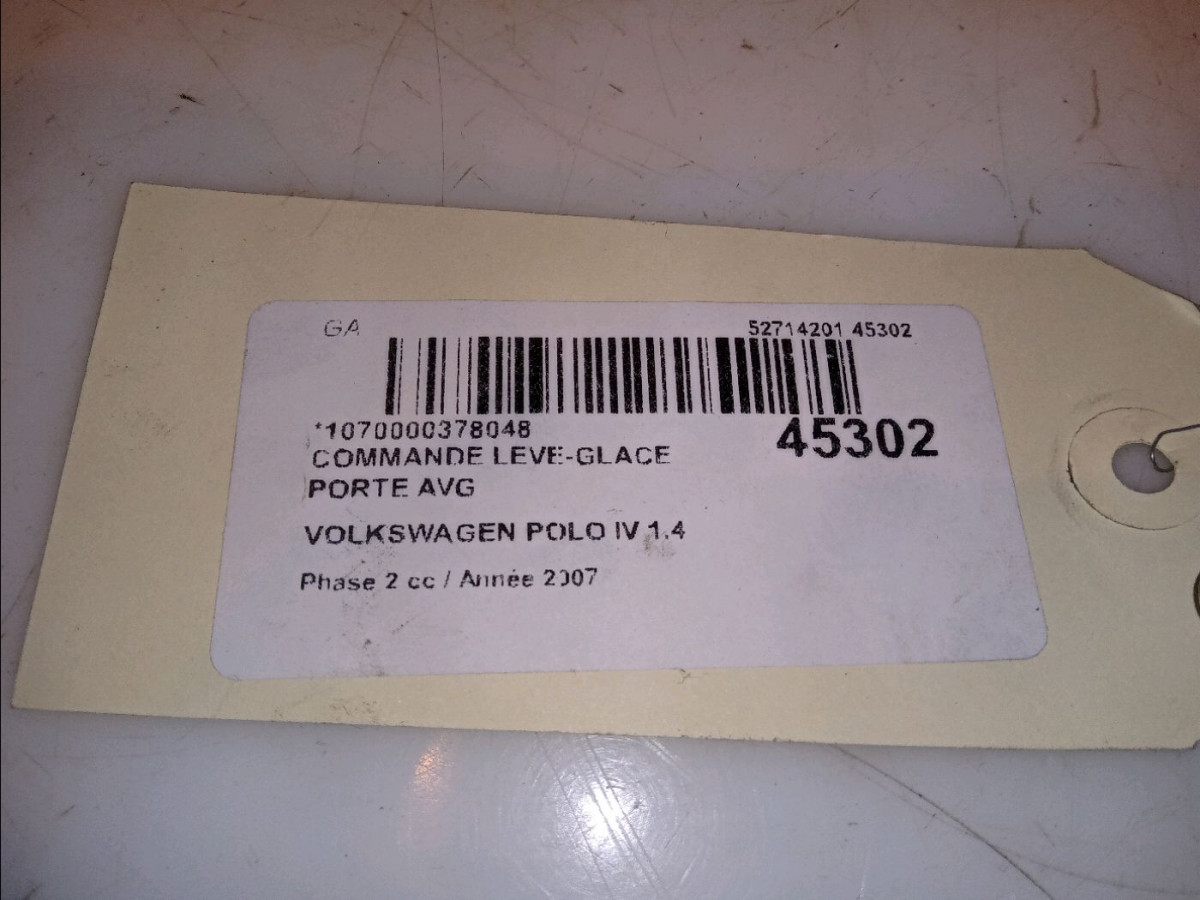 GA
52714201 45302
*1070000378048
45302
COMMANDE LEVE-GLACE
PORTE AVG
VOLKSWAGEN POLO IV 1.4
Phase 2 cc / Année 2007